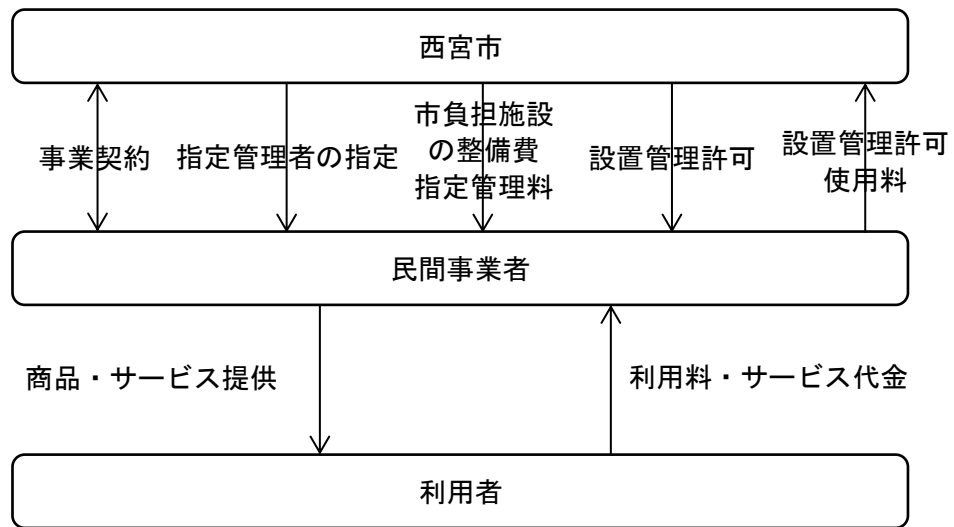 西宮市
事業契約
指定管理者の指定
市負担施設
の整備費
指定管理料
設置管理許可
設置管理許可
使用料
民間事業者
商品・サービス提供
利用料・サービス代金
利用者